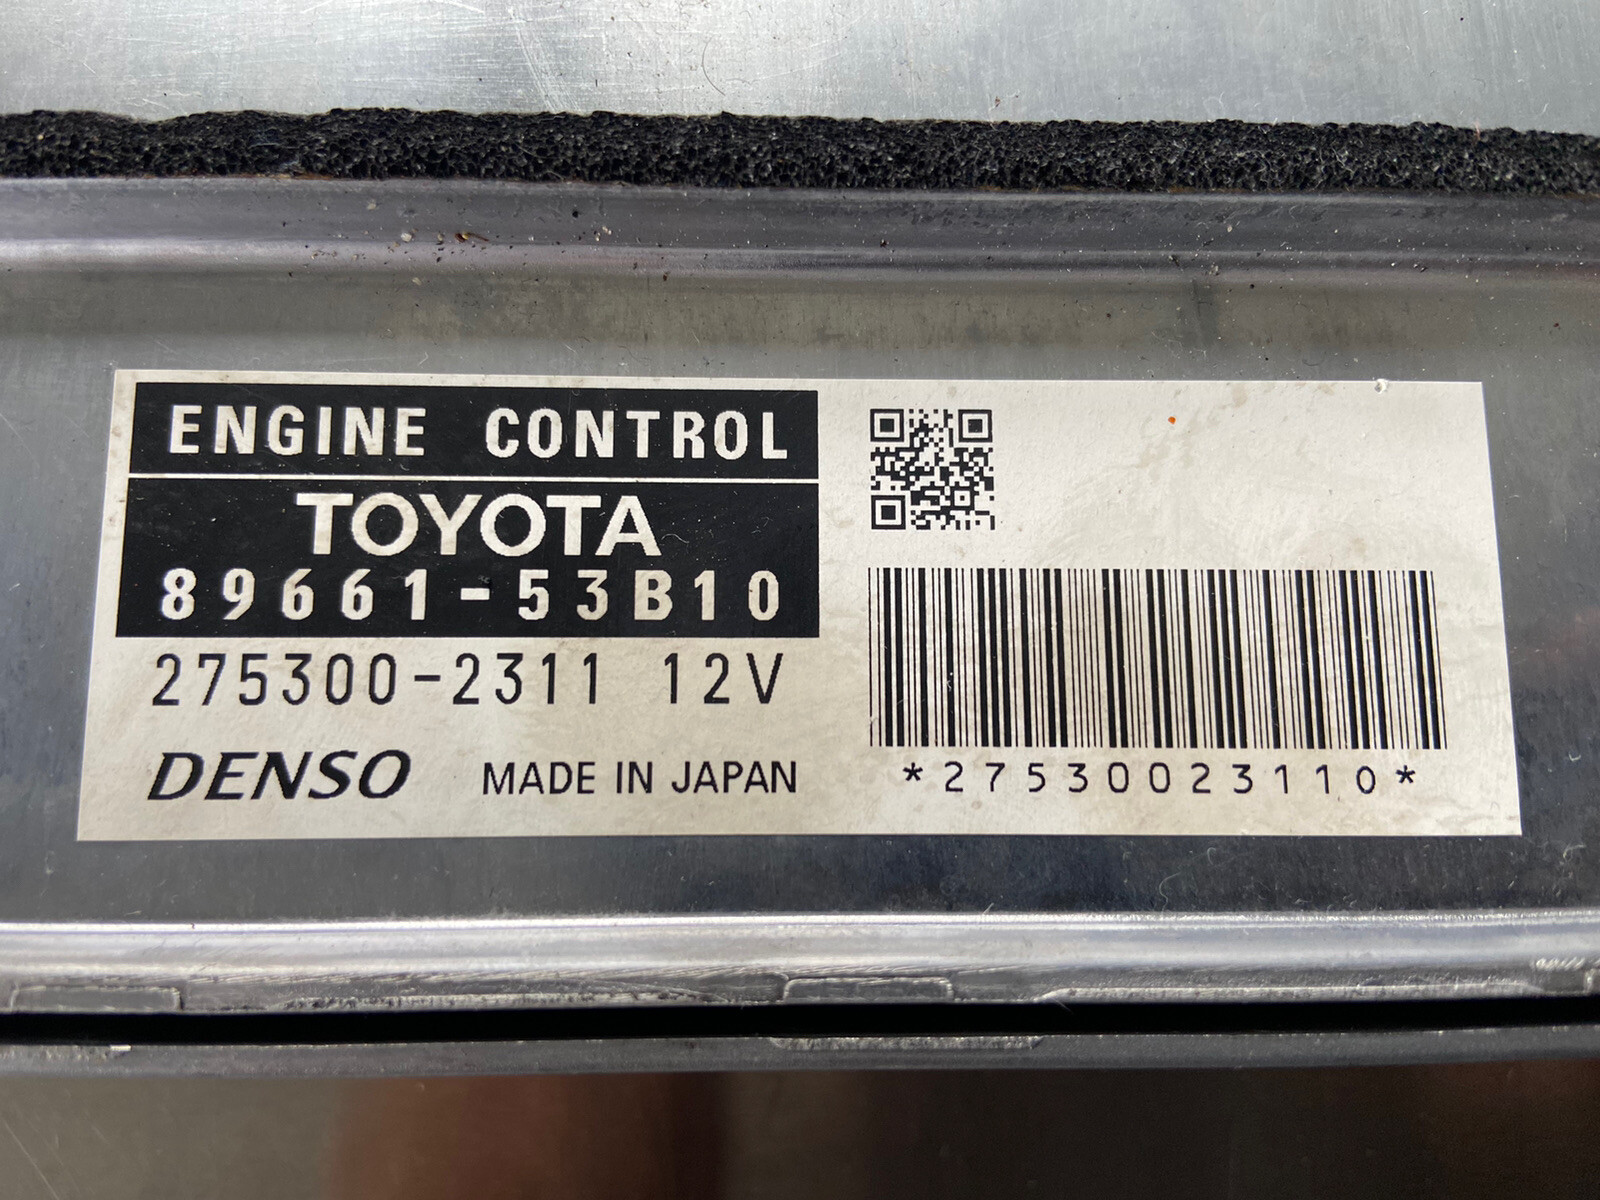 ENGINE CONTROL
TOYOTA
89661-53B10
275300-2311 12V
DENSO MADE IN JAPAN
*27530023110*